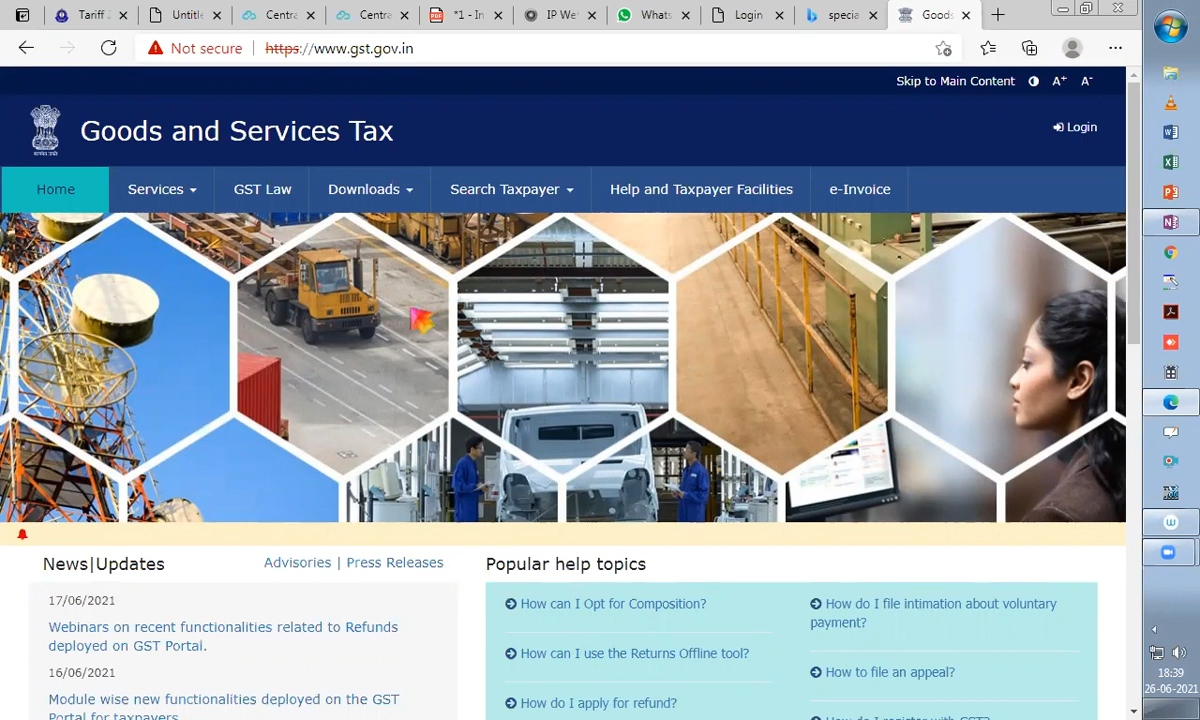 Tariff
Untitl
Centra
Centra
*1 - In
IP We
Whats
Login
specia
Goods
Not secure
https://www.gst.gov.in
Skip to Main Content A+ A-
Goods and Services Tax
Login
Home Services GST Law Downloads Search Taxpayer Help and Taxpayer Facilities e-Invoice
News|Updates
Advisories | Press Releases
17/06/2021
Webinars on recent functionalities related to Refunds
deployed on GST Portal.
16/06/2021
Module wise new functionalities deployed on the GST
Portal for taxpayers
Popular help topics
How can I Opt for Composition?
How can I use the Returns Offline tool?
How do I apply for refund?
How do I file intimation about voluntary
payment?
How to file an appeal?
How do I register with GST?
18:39
26-06-2021